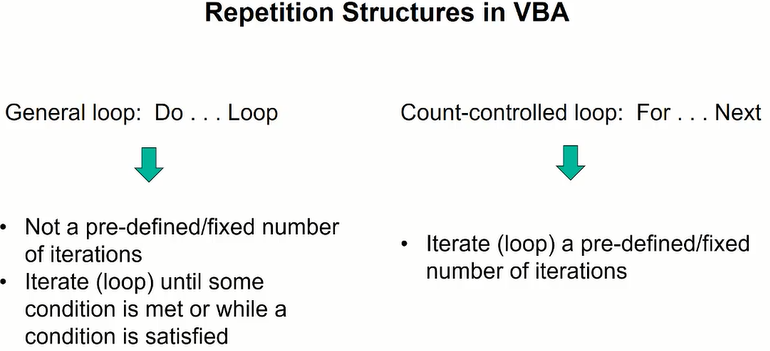 Repetition Structures in VBA
General loop: Do . . . Loop
• Not a pre-defined/fixed number
of iterations
• Iterate (loop) until some
condition is met or while a
condition is satisfied
Count-controlled loop: For . . . Next
• Iterate (loop) a pre-defined/fixed
number of iterations